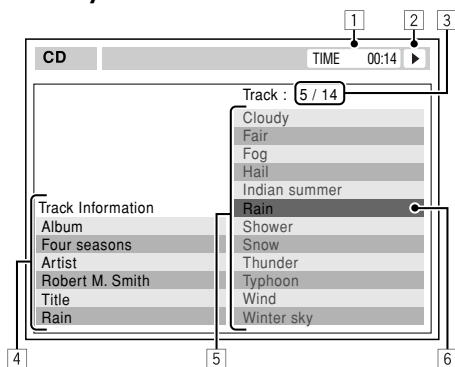 1 2 3
CD TIME 00:14
Track : 5 / 14
Cloudy
Fair
Fog
Hail
Indian summer
Rain
Shower
Snow
Thunder
Typhoon
Wind
Winter sky
Track Information
Album
Four seasons
Artist
Robert M. Smith
Title
Rain
4 5 6